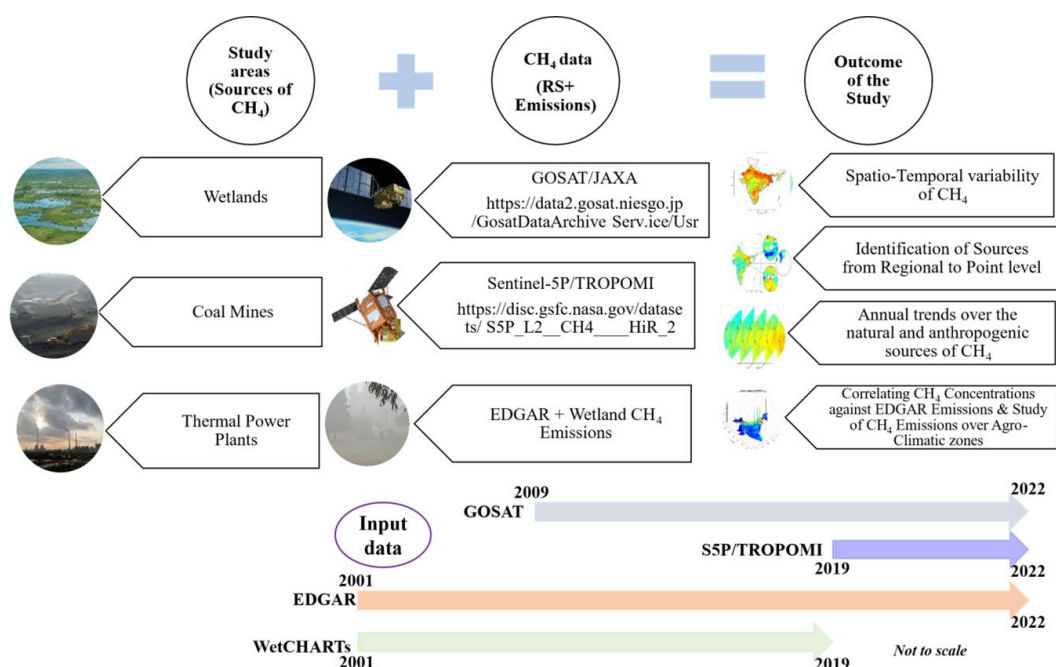 Study
areas
(Sources of
CH₄)
CH₄ data
(RS+
Emissions)
Outcome
of the
Study
Wetlands
GOSAT/JAXA
https://data2.gosat.niesgo.jp
/GosatDataArchive Serv.ice/Usr
Spatio-Temporal variability
of CH₄
Coal Mines
Sentinel-5P/TROPOMI
https://disc.gsfc.nasa.gov/datase
ts/ S5P_L2__CH4____HiR_2
Identification of Sources
from Regional to Point level
Annual trends over the
natural and anthropogenic
sources of CH₄
Thermal Power
Plants
EDGAR + Wetland CH₄
Emissions
Correlating CH₄ Concentrations
against EDGAR Emissions & Study
of CH₄ Emissions over Agro-
Climatic zones
Input
data
2009
2022
GOSAT
S5P/TROPOMI
2019
2022
2001
EDGAR
2022
WetCHARTs
2001
2019
Not to scale